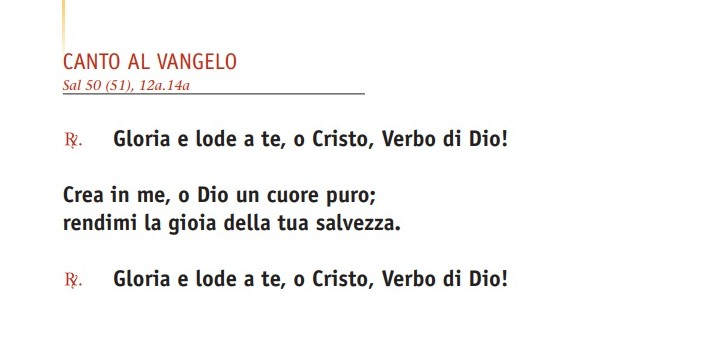 CANTO AL VANGELO
Sal 50 (51), 12a.14a
℟. Gloria e lode a te, o Cristo, Verbo di Dio!
Crea in me, o Dio un cuore puro;
rendimi la gioia della tua salvezza.
℟. Gloria e lode a te, o Cristo, Verbo di Dio!